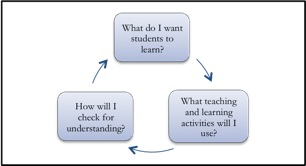 What do I want
students to
learn?
What teaching
and learning
activities will I
use?
How will I
check for
understanding?